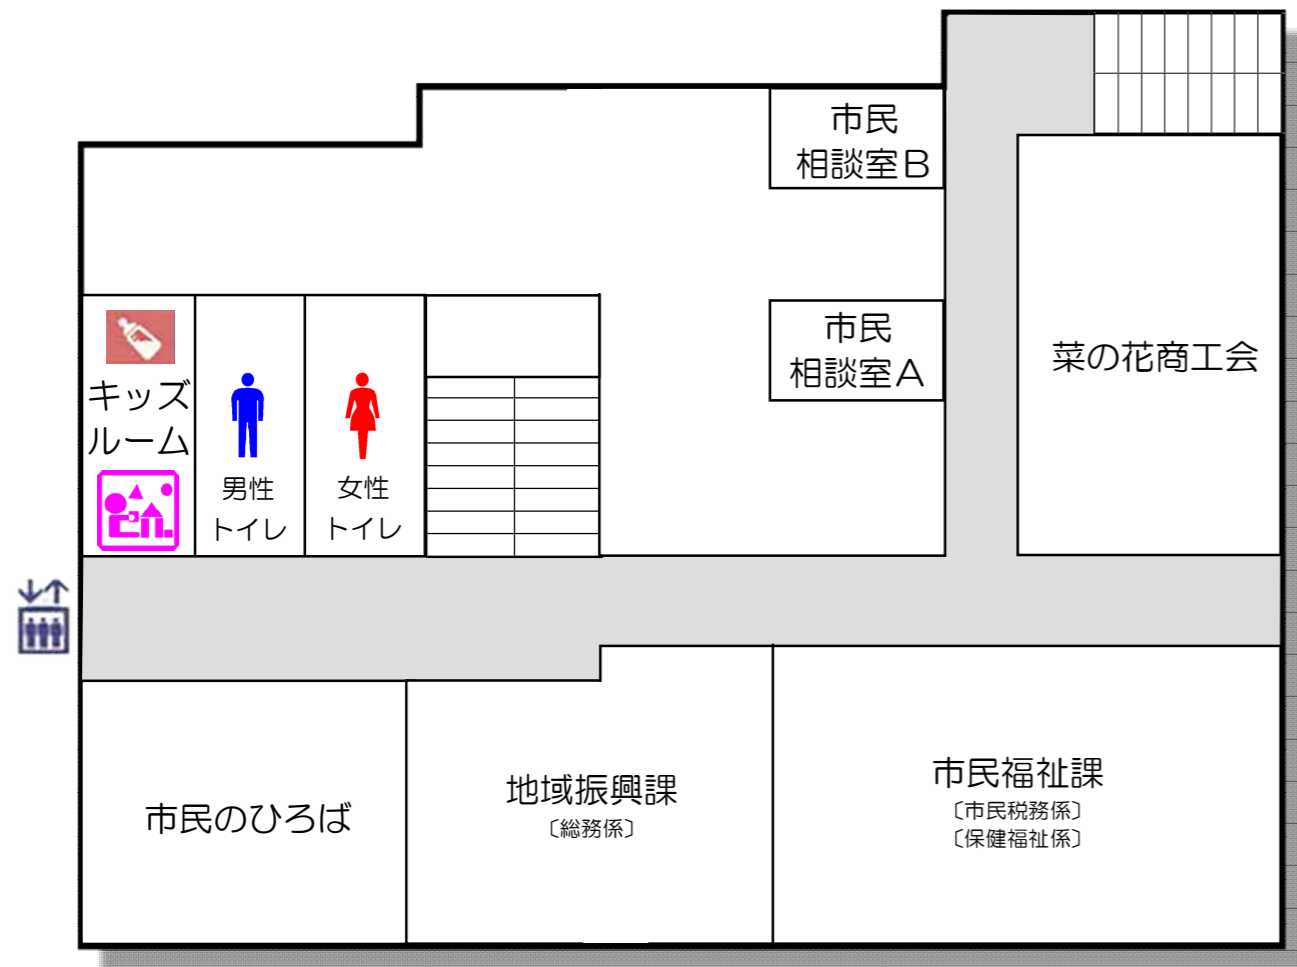 市民
相談室B
市民
相談室A
菜の花商工会
キッズ
ルーム
男性
トイレ
女性
トイレ
市民のひろば
地域振興課
〔総務係〕
市民福祉課
〔市民税務係〕
〔保健福祉係〕